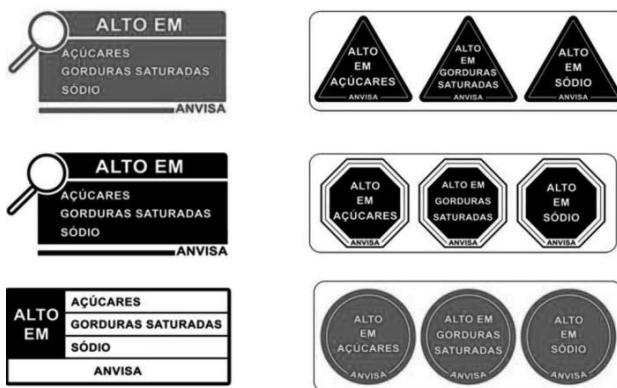 ALTO EM
AÇÚCARES
GORDURAS SATURADAS
SÓDIO
ANVISA
ALTO
EM
AÇÚCARES
ANVISA
ALTO
EM
GORDURAS
SATURADAS
ANVISA
ALTO
EM
SÓDIO
ANVISA
ALTO EM
AÇÚCARES
GORDURAS SATURADAS
SÓDIO
ANVISA
ALTO
EM
AÇÚCARES
ANVISA
ALTO EM
GORDURAS
SATURADAS
ANVISA
ALTO
EM
SÓDIO
ANVISA
ALTO
EM
AÇÚCARES
GORDURAS SATURADAS
SÓDIO
ANVISA
ALTO
EM
AÇÚCARES
ANVISA
ALTO
EM GORDURAS
SATURADAS
ANVISA
ALTO
EM
SÓDIO
ANVISA